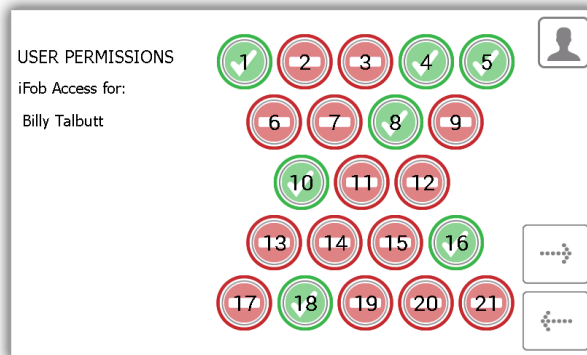 USER PERMISSIONS
iFob Access for:
Billy Talbutt
1 2 3 4 5
6 7 8 9
10 11 12
13 14 15 16
17 18 19 20 21